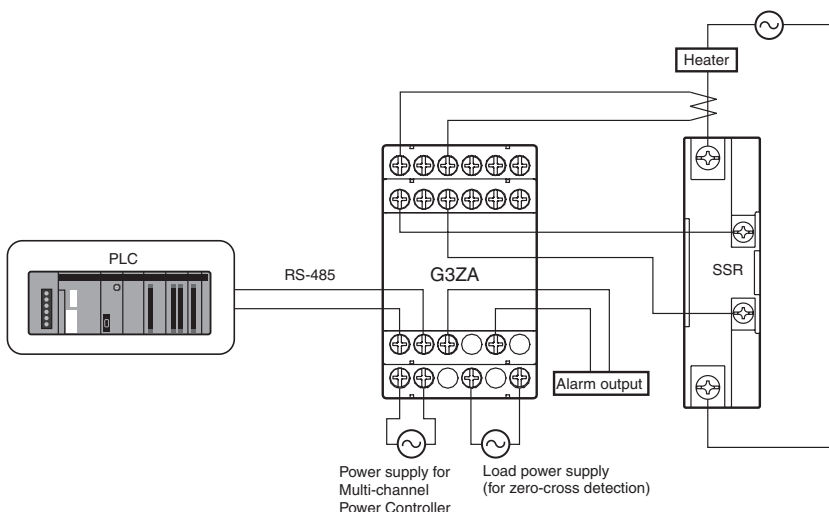 Heater
PLC
RS-485
G3ZA
SSR
Alarm output
Power supply for
Multi-channel
Power Controller
Load power supply
(for zero-cross detection)